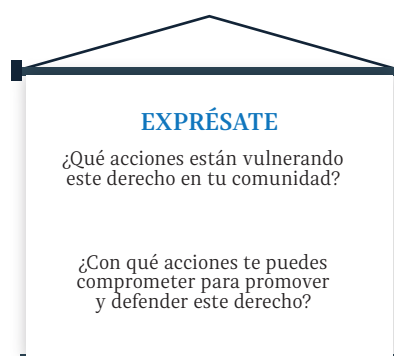 EXPRÉSATE
¿Qué acciones están vulnerando
este derecho en tu comunidad?
¿Con qué acciones te puedes
comprometer para promover
y defender este derecho?